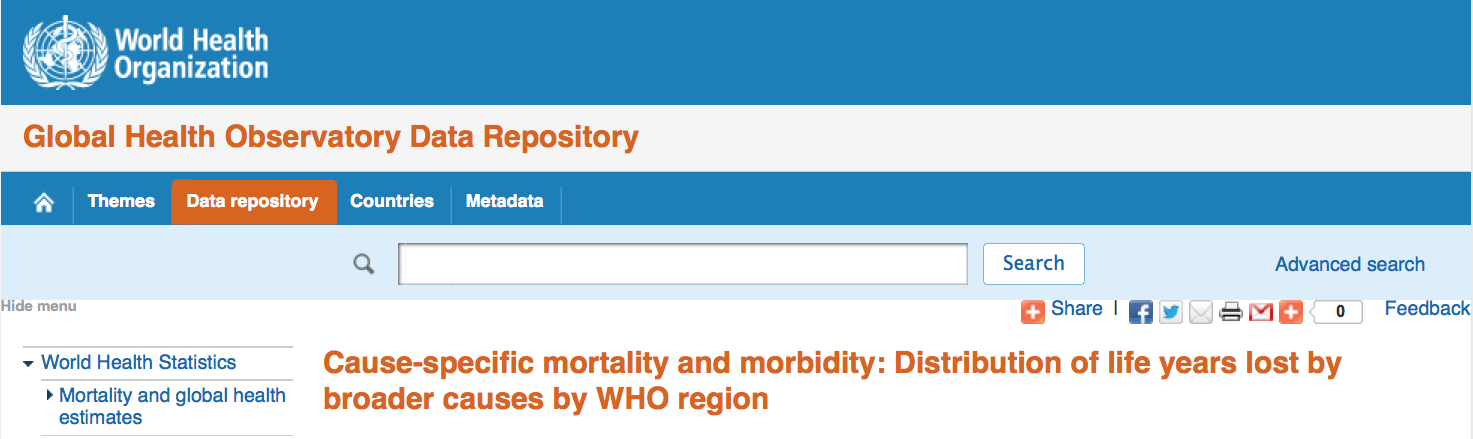 World Health
Organization
Global Health Observatory Data Repository
Themes Data repository Countries Metadata
Search Advanced search
Hide menu
Share | 0 Feedback
World Health Statistics
Mortality and global health
estimates
Cause-specific mortality and morbidity: Distribution of life years lost by
broader causes by WHO region